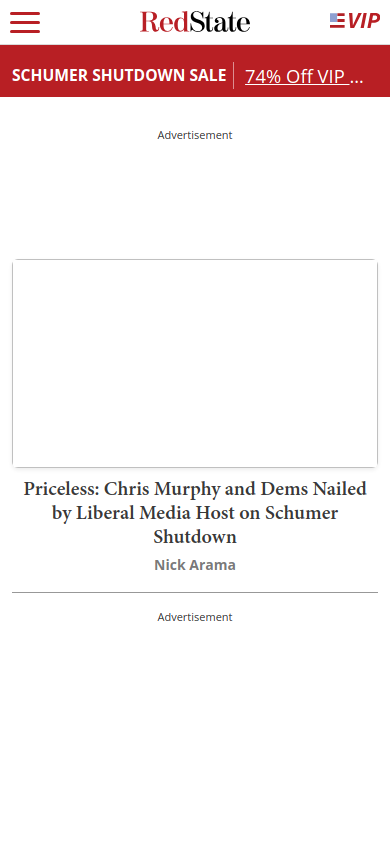 RedState
VIP
SCHUMER SHUTDOWN SALE
74% Off VIP ...
Advertisement
Priceless: Chris Murphy and Dems Nailed
by Liberal Media Host on Schumer
Shutdown
Nick Arama
Advertisement